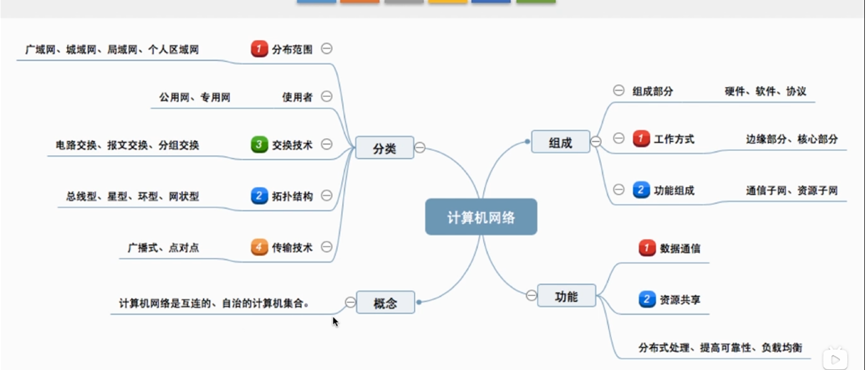 计算机网络
分类
1 分布范围
广域网、城域网、局域网、个人区域网
使用者
公用网、专用网
3 交换技术
电路交换、报文交换、分组交换
2 拓扑结构
总线型、星型、环型、网状型
4 传输技术
广播式、点对点
概念
计算机网络是互连的、自治的计算机集合。
组成
组成部分
硬件、软件、协议
1 工作方式
边缘部分、核心部分
2 功能组成
通信子网、资源子网
功能
1 数据通信
2 资源共享
分布式处理、提高可靠性、负载均衡